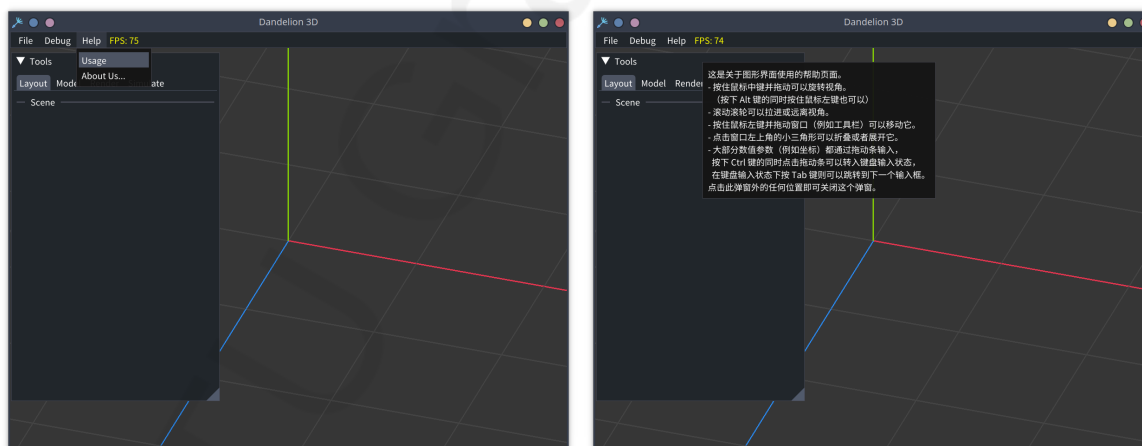 Dandelion 3D
File Debug Help FPS: 75
Tools
Usage
About Us...
Layout
ate
Scene
Dandelion 3D
File Debug Help FPS: 74
Tools
Layout Model Render
Scene
这是关于图形界面使用的帮助页面。
- 按住鼠标中键并拖动可以旋转视角。
（按下 Alt 键的同时按住鼠标左键也可以）
- 滚动滚轮可以拉进或远离视角。
- 按住鼠标左键并拖动窗口（例如工具栏）可以移动它。
- 点击窗口左上角的小三角形可以折叠或者展开它。
- 大部分数值参数（例如坐标）都通过拖动条输入，
按下 Ctrl 键的同时点击拖动条可以转入键盘输入状态，
在键盘输入状态下按 Tab 键则可以跳转到下一个输入框。
点击此弹窗外的任何位置即可关闭这个弹窗。